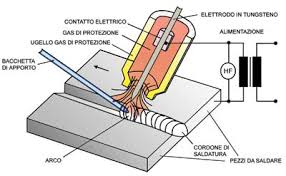 CONTATTO ELETTRICO
ELETTRODO IN TUNGSTENO
GAS DI PROTEZIONE
UGELLO GAS DI PROTEZIONE
ALIMENTAZIONE
BACCHETTA
DI APPORTO
HF
ARCO
CORDONE DI
SALDATURA
PEZZI DA SALDARE